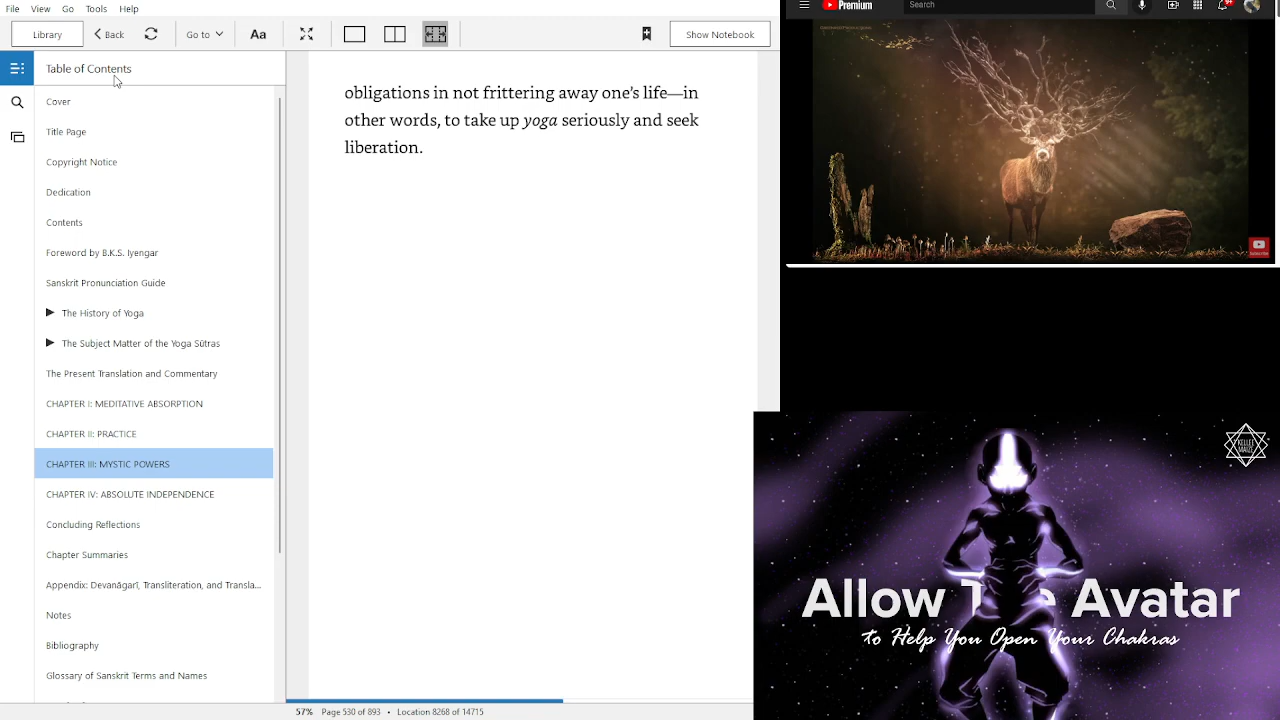 File View Go Tools Help
Library Back Go to Aa Show Notebook
Table of Contents
Cover
Title Page
Copyright Notice
Dedication
Contents
Foreword by B.K.S. Iyengar
Sanskrit Pronunciation Guide
The History of Yoga
The Subject Matter of the Yoga Sūtras
The Present Translation and Commentary
CHAPTER I: MEDITATIVE ABSORPTION
CHAPTER II: PRACTICE
CHAPTER III: MYSTIC POWERS
CHAPTER IV: ABSOLUTE INDEPENDENCE
Concluding Reflections
Chapter Summaries
Appendix: Devanāgarī, Transliteration, and Transla...
Notes
Bibliography
Glossary of Sanskrit Terms and Names
obligations in not frittering away one's life—in
other words, to take up yoga seriously and seek
liberation.
57% Page 530 of 893 • Location 8268 of 14715
Premium Search 9+
Subscribe
KELLEE MAIZE
Allow T e Avatar
to Help You Open Your Chakras